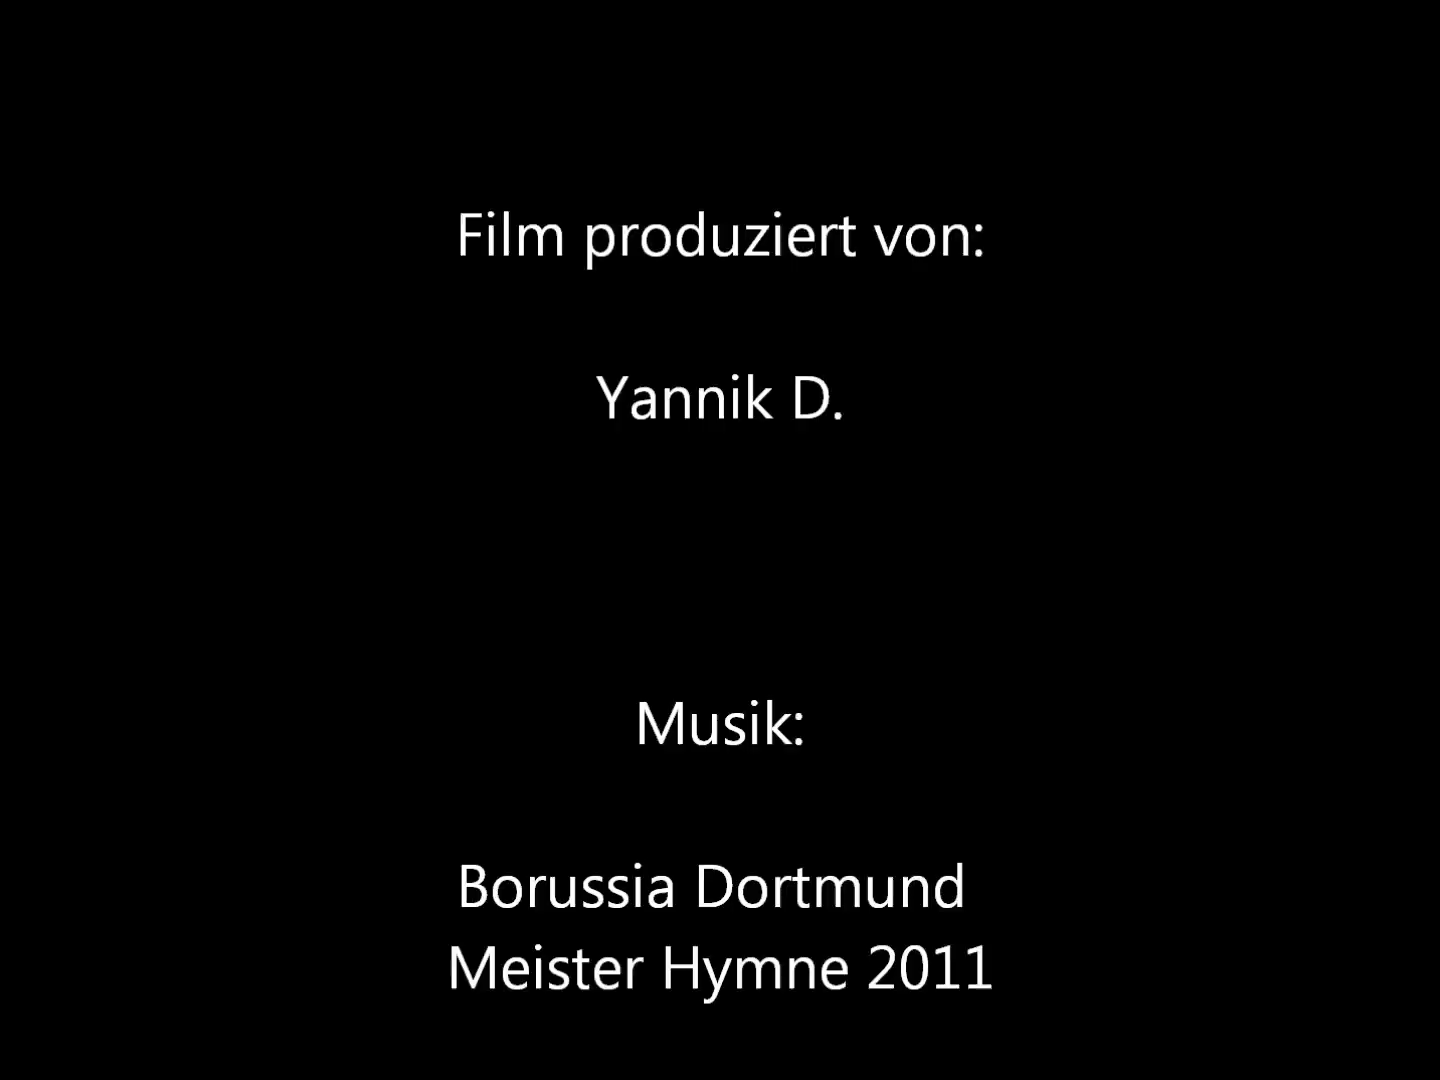 Film produziert von:
Yannik D.
Musik:
Borussia Dortmund
Meister Hymne 2011